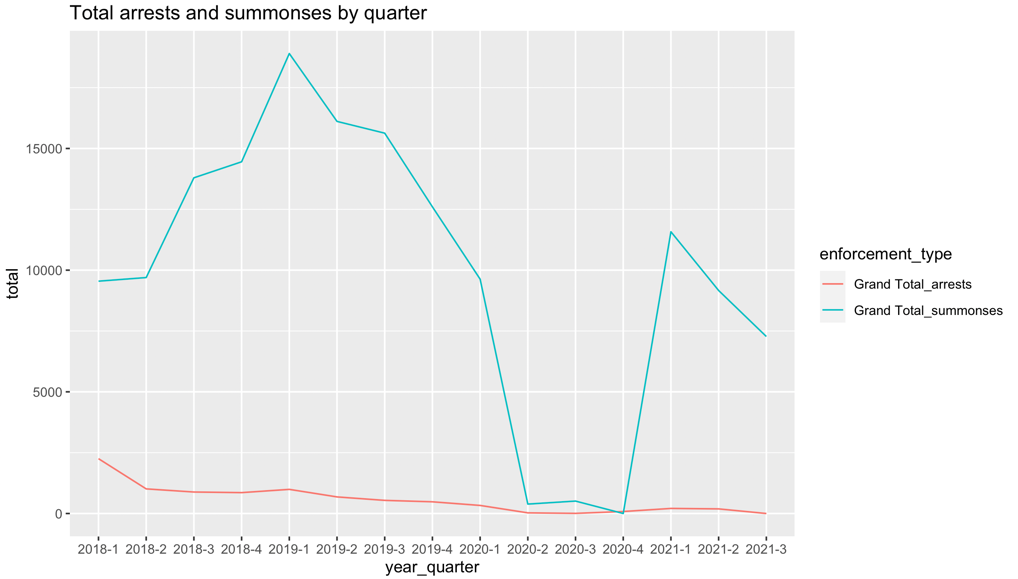 Total arrests and summonses by quarter
total
15000
10000
5000
0
2018-1 2018-2 2018-3 2018-4 2019-1 2019-2 2019-3 2019-4 2020-1 2020-2 2020-3 2020-4 2021-1 2021-2 2021-3
year_quarter
enforcement_type
Grand Total_arrests
Grand Total_summonses